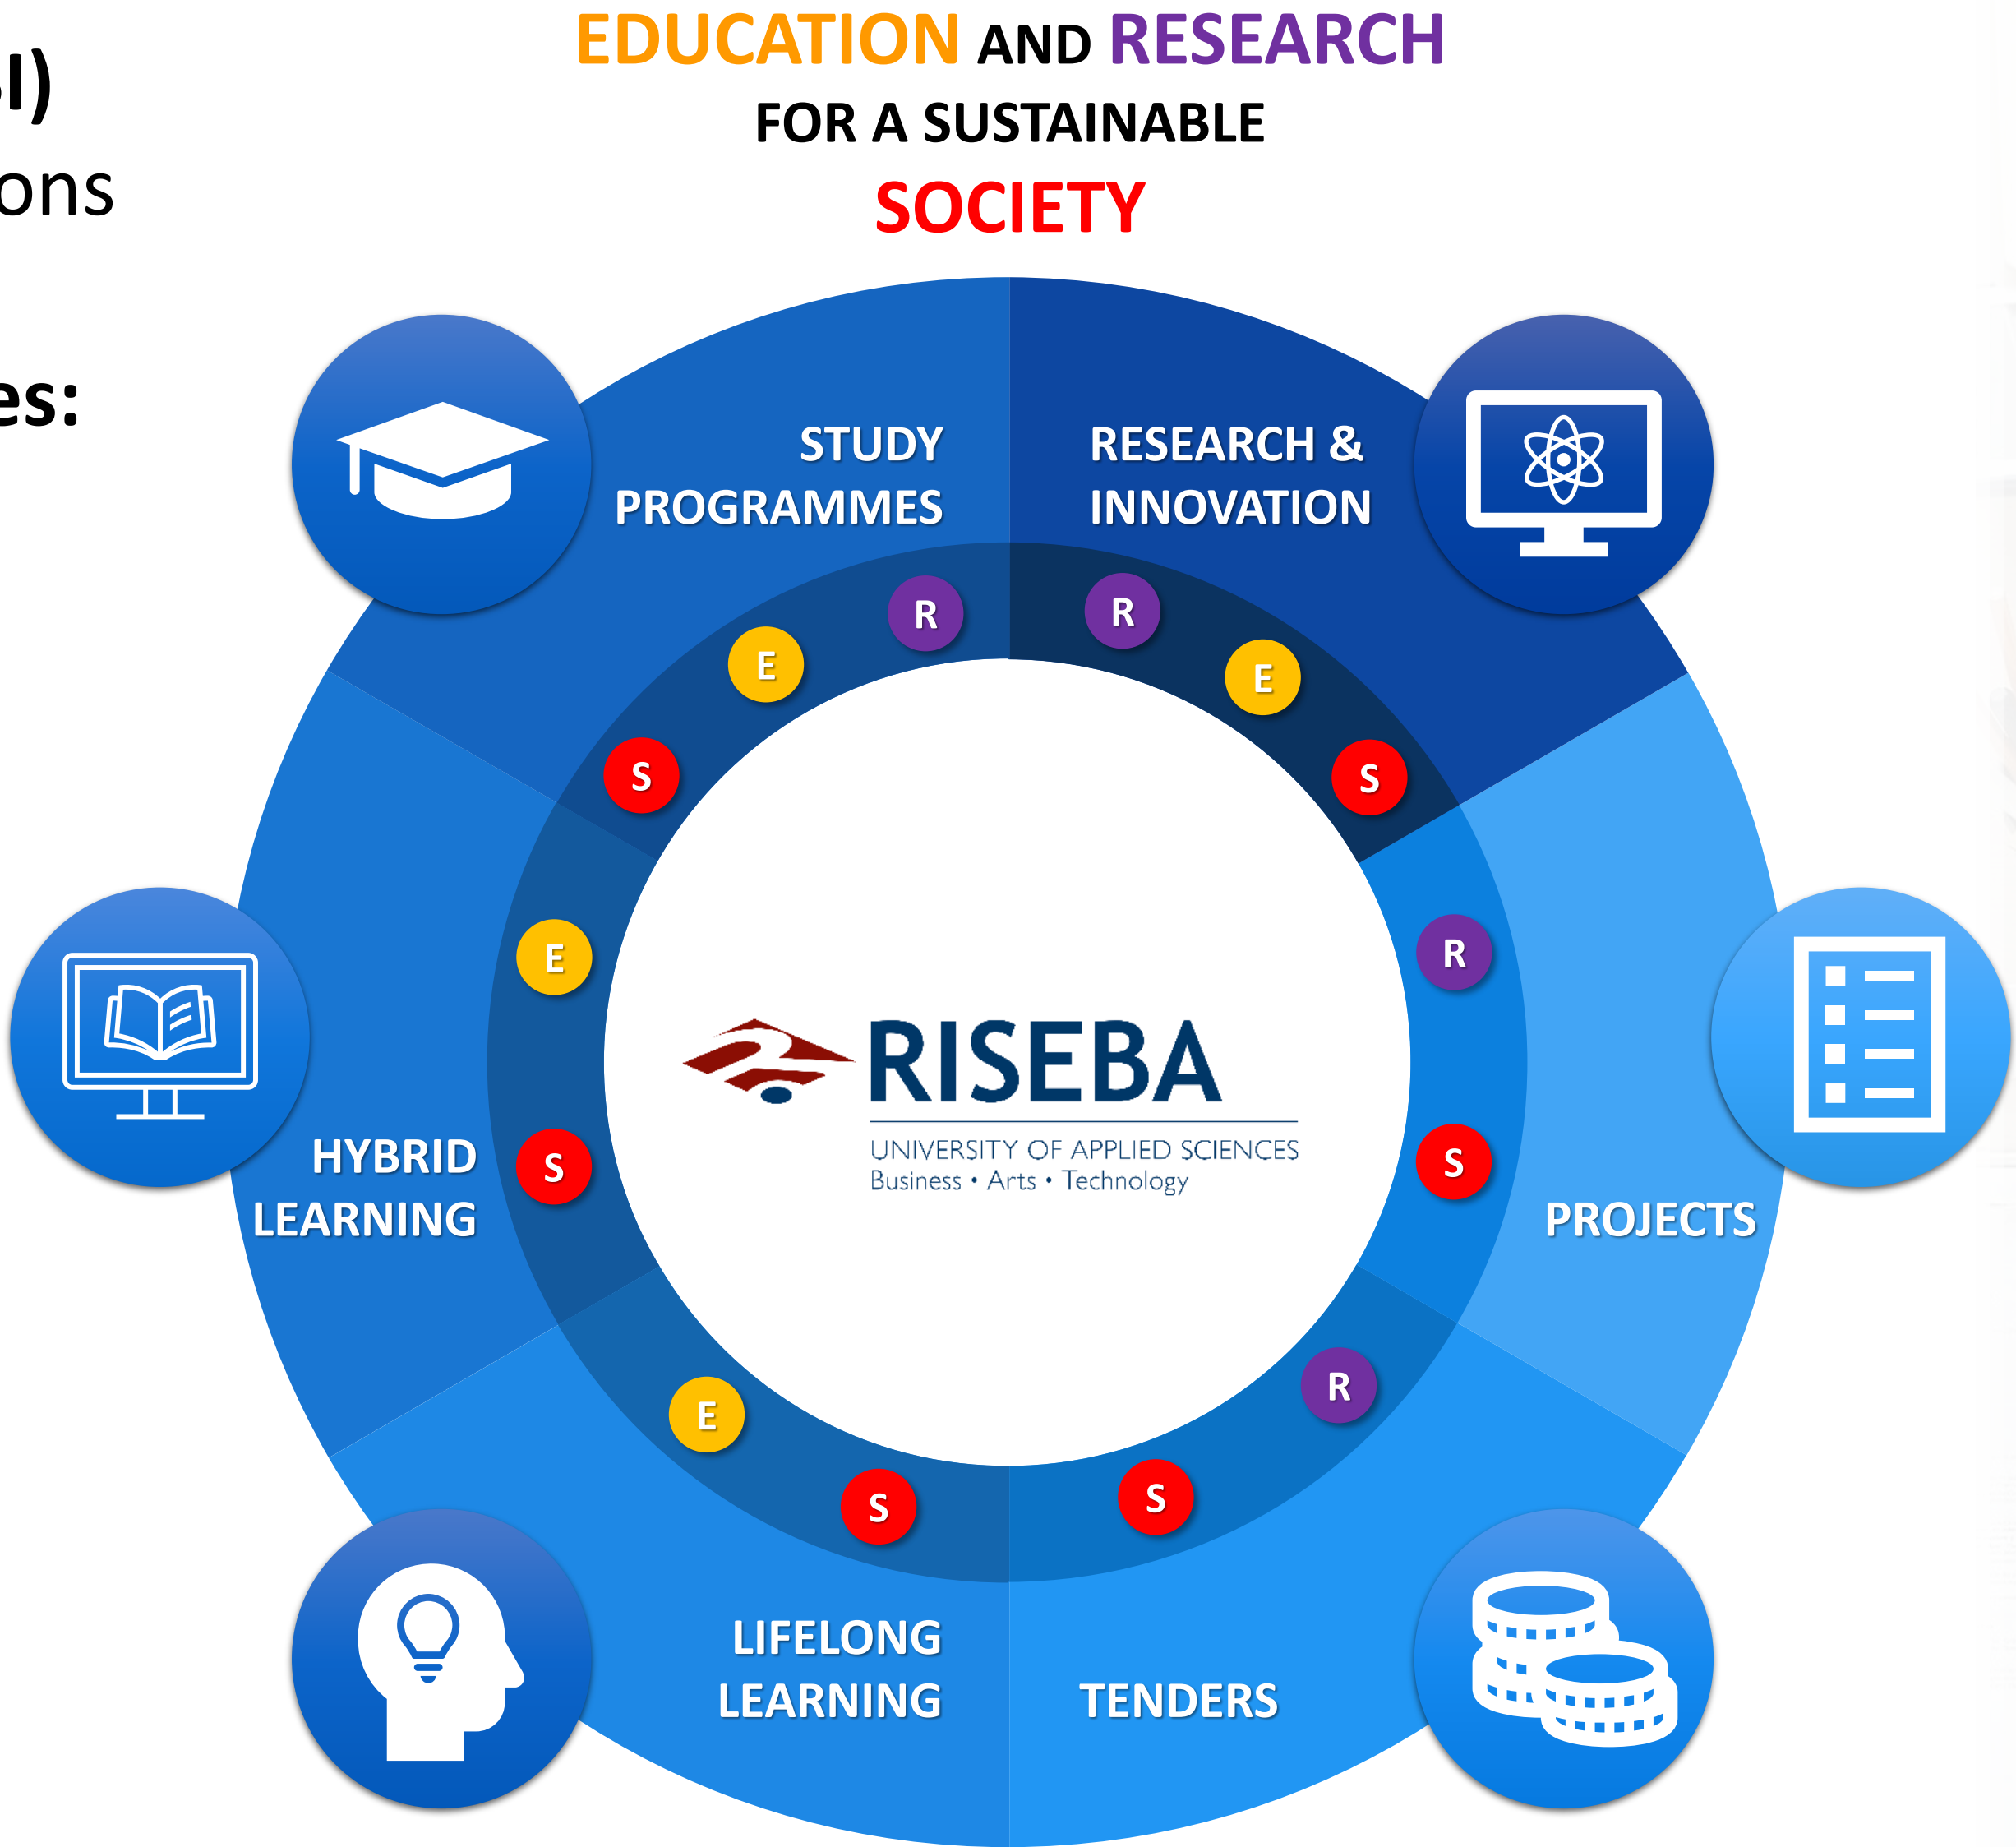 EDUCATION AND RESEARCH
FOR A SUSTAINABLE
SOCIETY
I)
ons
es:
STUDY
PROGRAMMES
RESEARCH &
INNOVATION
R
R
E
E
S
S
E
R
RISEBA
UNIVERSITY OF APPLIED SCIENCES
Business • Arts • Technology
HYBRID
LEARNING
S
S
PROJECTS
E
R
S
S
LIFELONG
LEARNING
TENDERS